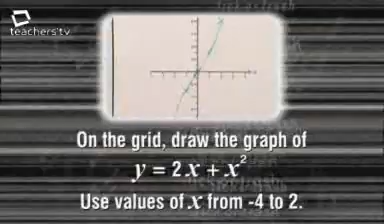 teachers'tv
On the grid, draw the graph of
y = 2x + x²
Use values of x from -4 to 2.